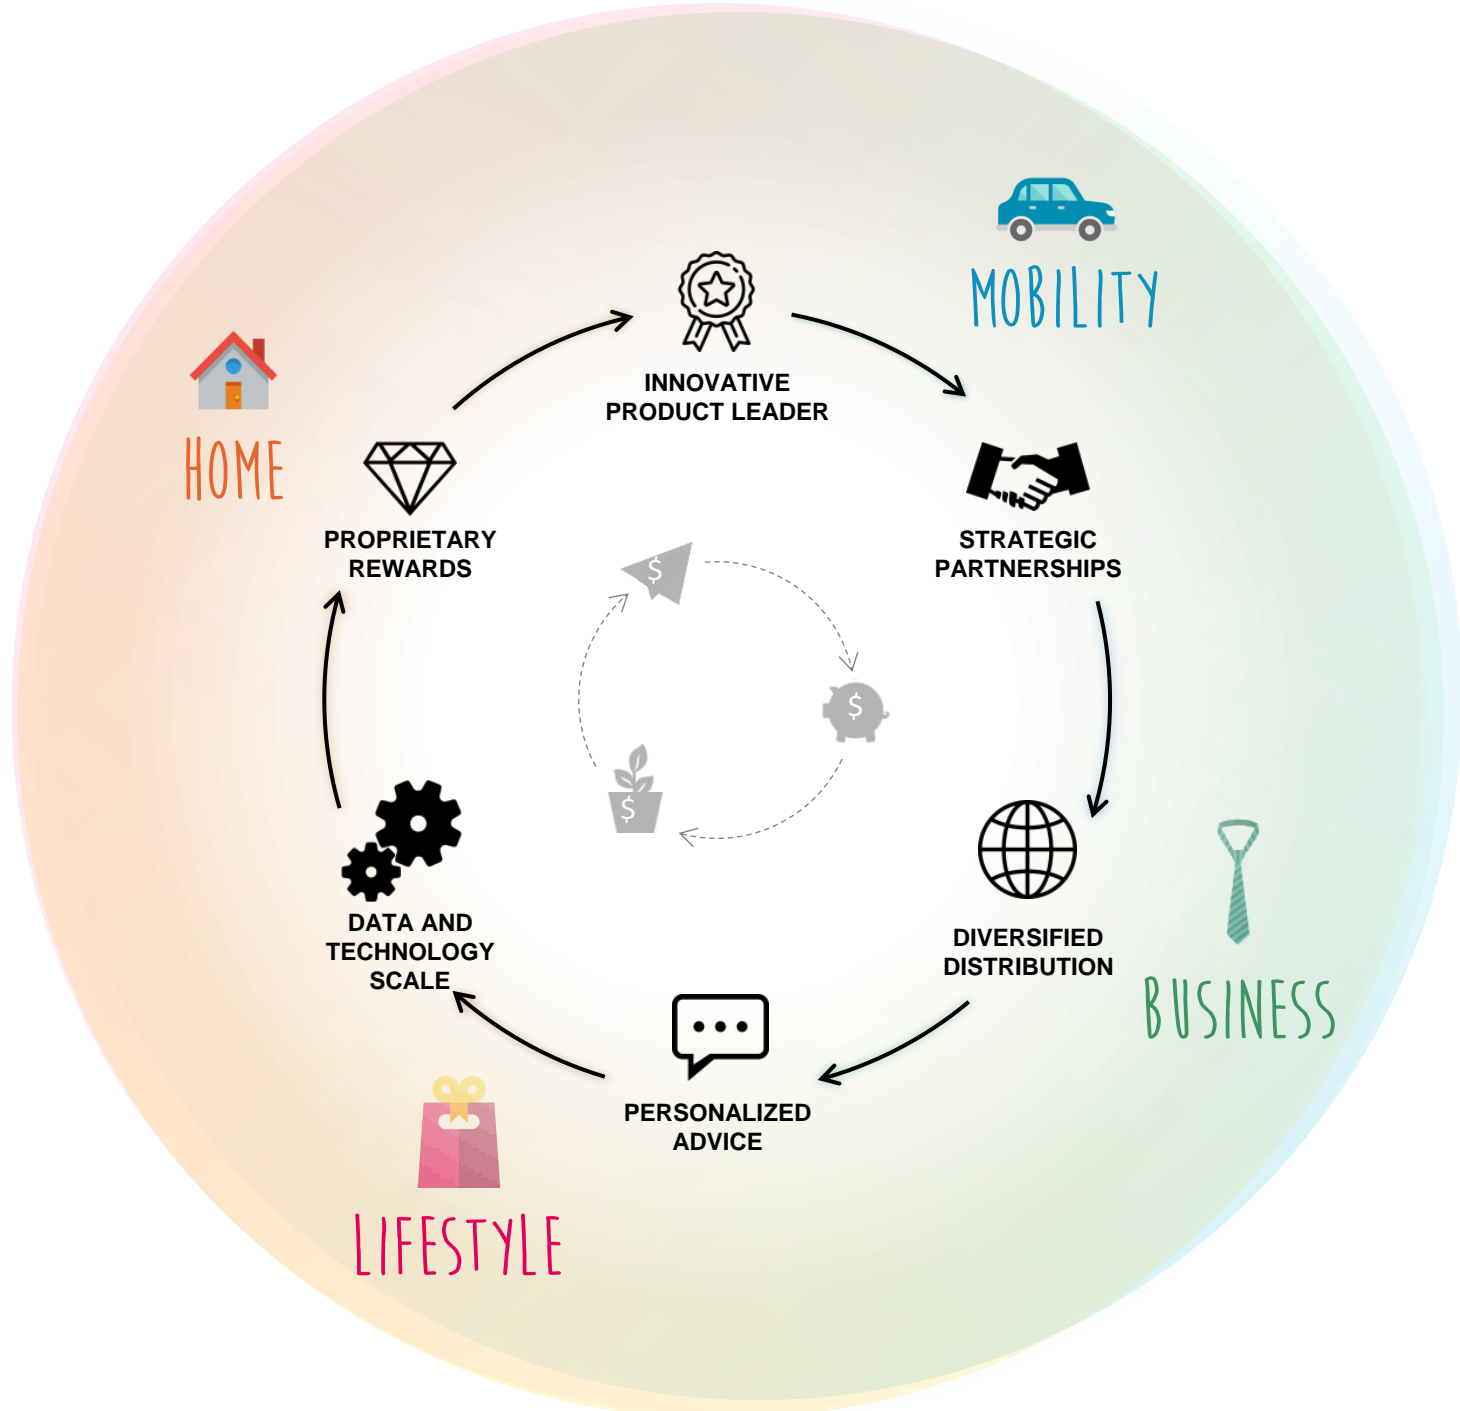 MOBILITY
INNOVATIVE
PRODUCT LEADER
HOME
PROPRIETARY
REWARDS
STRATEGIC
PARTNERSHIPS
$
$
$
DATA AND
TECHNOLOGY
SCALE
DIVERSIFIED
DISTRIBUTION
BUSINESS
PERSONALIZED
ADVICE
LIFESTYLE